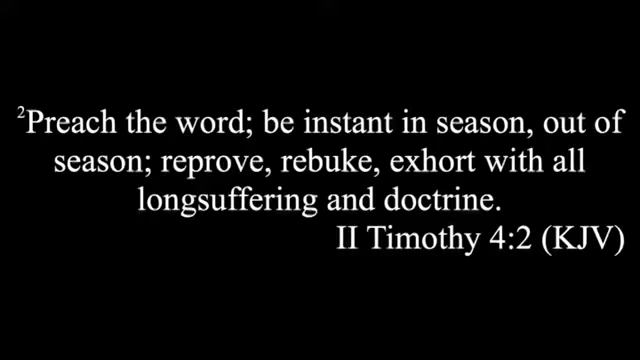 ²Preach the word; be instant in season, out of
season; reprove, rebuke, exhort with all
longsuffering and doctrine.
II Timothy 4:2 (KJV)